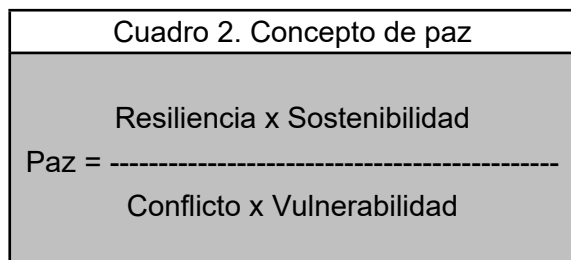 Cuadro 2. Concepto de paz
Resiliencia x Sostenibilidad
Paz = ----------------------------------------------
Conflicto x Vulnerabilidad